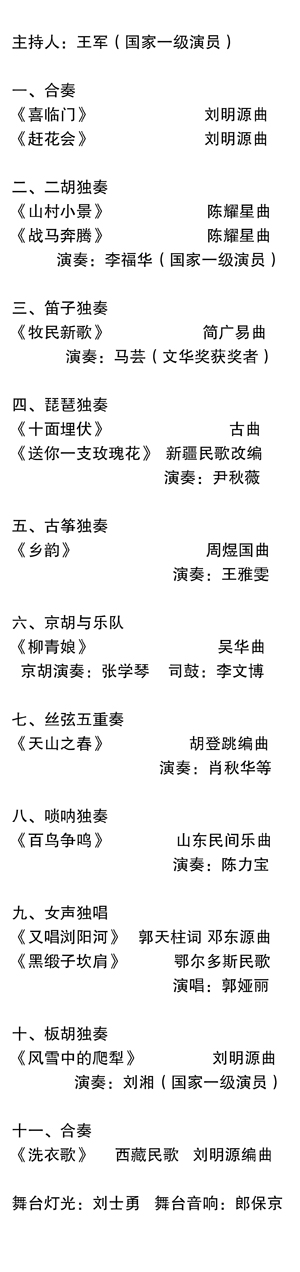 主持人：王军（国家一级演员）
一、合奏
《喜临门》 刘明源曲
《赶花会》 刘明源曲
二、二胡独奏
《山村小景》 陈耀星曲
《战马奔腾》 陈耀星曲
演奏：李福华（国家一级演员）
三、笛子独奏
《牧民新歌》 简广易曲
演奏：马芸（文华奖获奖者）
四、琵琶独奏
《十面埋伏》 古曲
《送你一支玫瑰花》 新疆民歌改编
演奏：尹秋薇
五、古筝独奏
《乡韵》 周煜国曲
演奏：王雅雯
六、京胡与乐队
《柳青娘》 吴华曲
京胡演奏：张学琴 司鼓：李文博
七、丝弦五重奏
《天山之春》 胡登跳编曲
演奏：肖秋华等
八、唢呐独奏
《百鸟争鸣》 山东民间乐曲
演奏：陈力宝
九、女声独唱
《又唱浏阳河》 郭天柱词 邓东源曲
《黑缎子坎肩》 鄂尔多斯民歌
演唱：郭娅丽
十、板胡独奏
《风雪中的爬犁》 刘明源曲
演奏：刘湘（国家一级演员）
十一、合奏
《洗衣歌》 西藏民歌 刘明源编曲
舞台灯光：刘士勇 舞台音响：郎保京